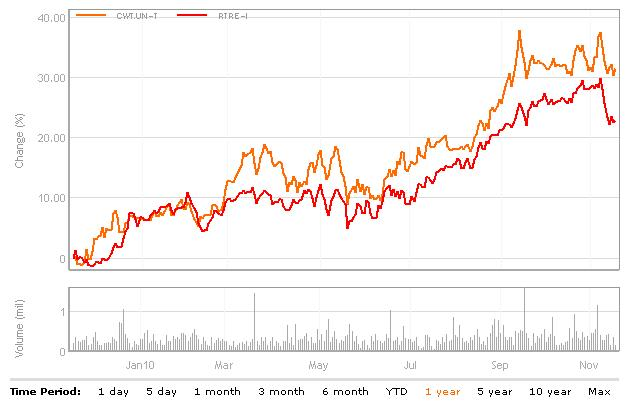 CWT.UN-T RTRE-I
40.00
30.00
20.00
10.00
0
Change (%)
1
0
Volume (mil)
Jan10 Mar May Jul Sep Nov
Time Period: 1 day 5 day 1 month 3 month 6 month YTD 1 year 5 year 10 year Max